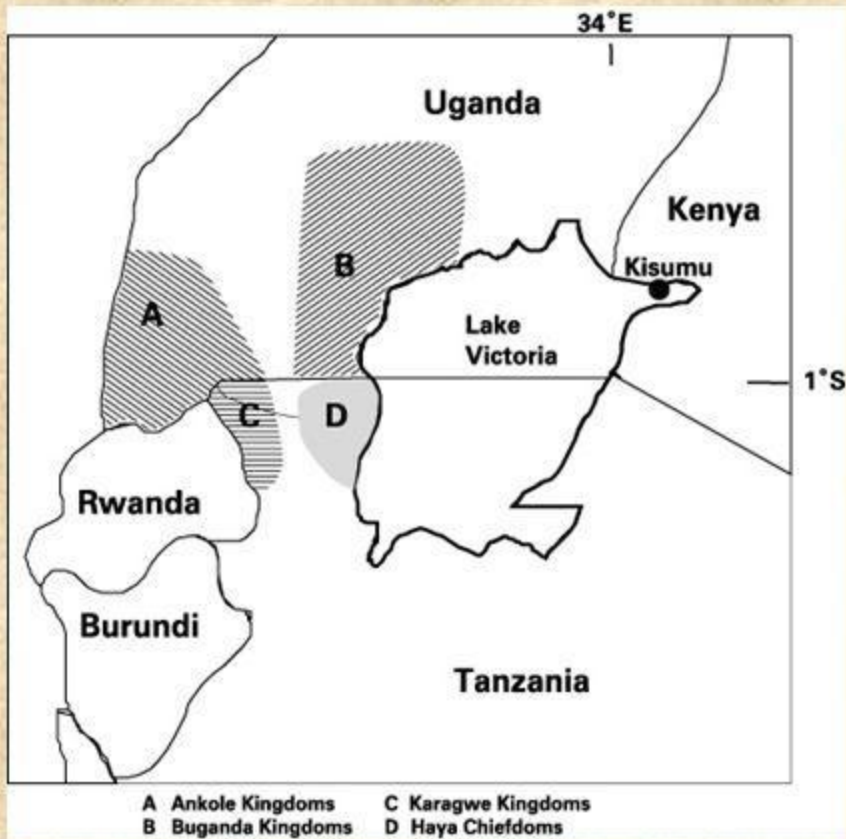 34°E
Uganda
Kenya
Kisumu
B
A
Lake
Victoria
1°S
C
D
Rwanda
Burundi
Tanzania
A Ankole Kingdoms C Karagwe Kingdoms
B Buganda Kingdoms D Haya Chiefdoms